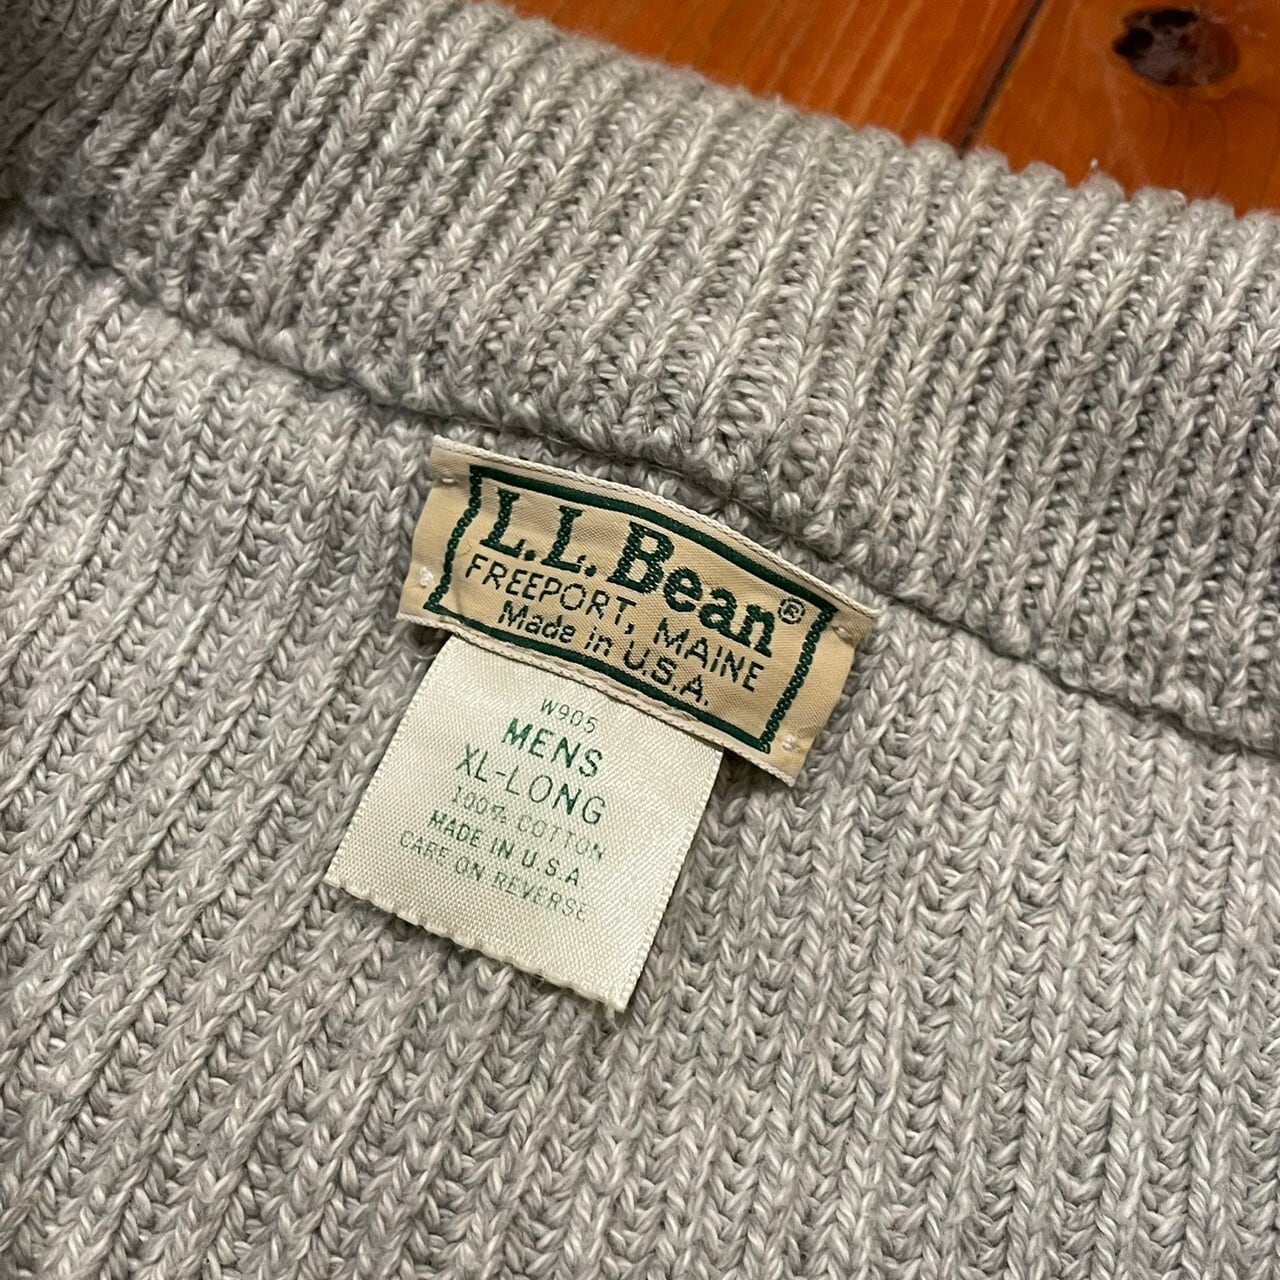 L.L.Bean®
FREEPORT, MAINE
Made in U.S.A.
W905
MENS
XL-LONG
100% COTTON
MADE IN U.S.A
CARE ON REVERSE